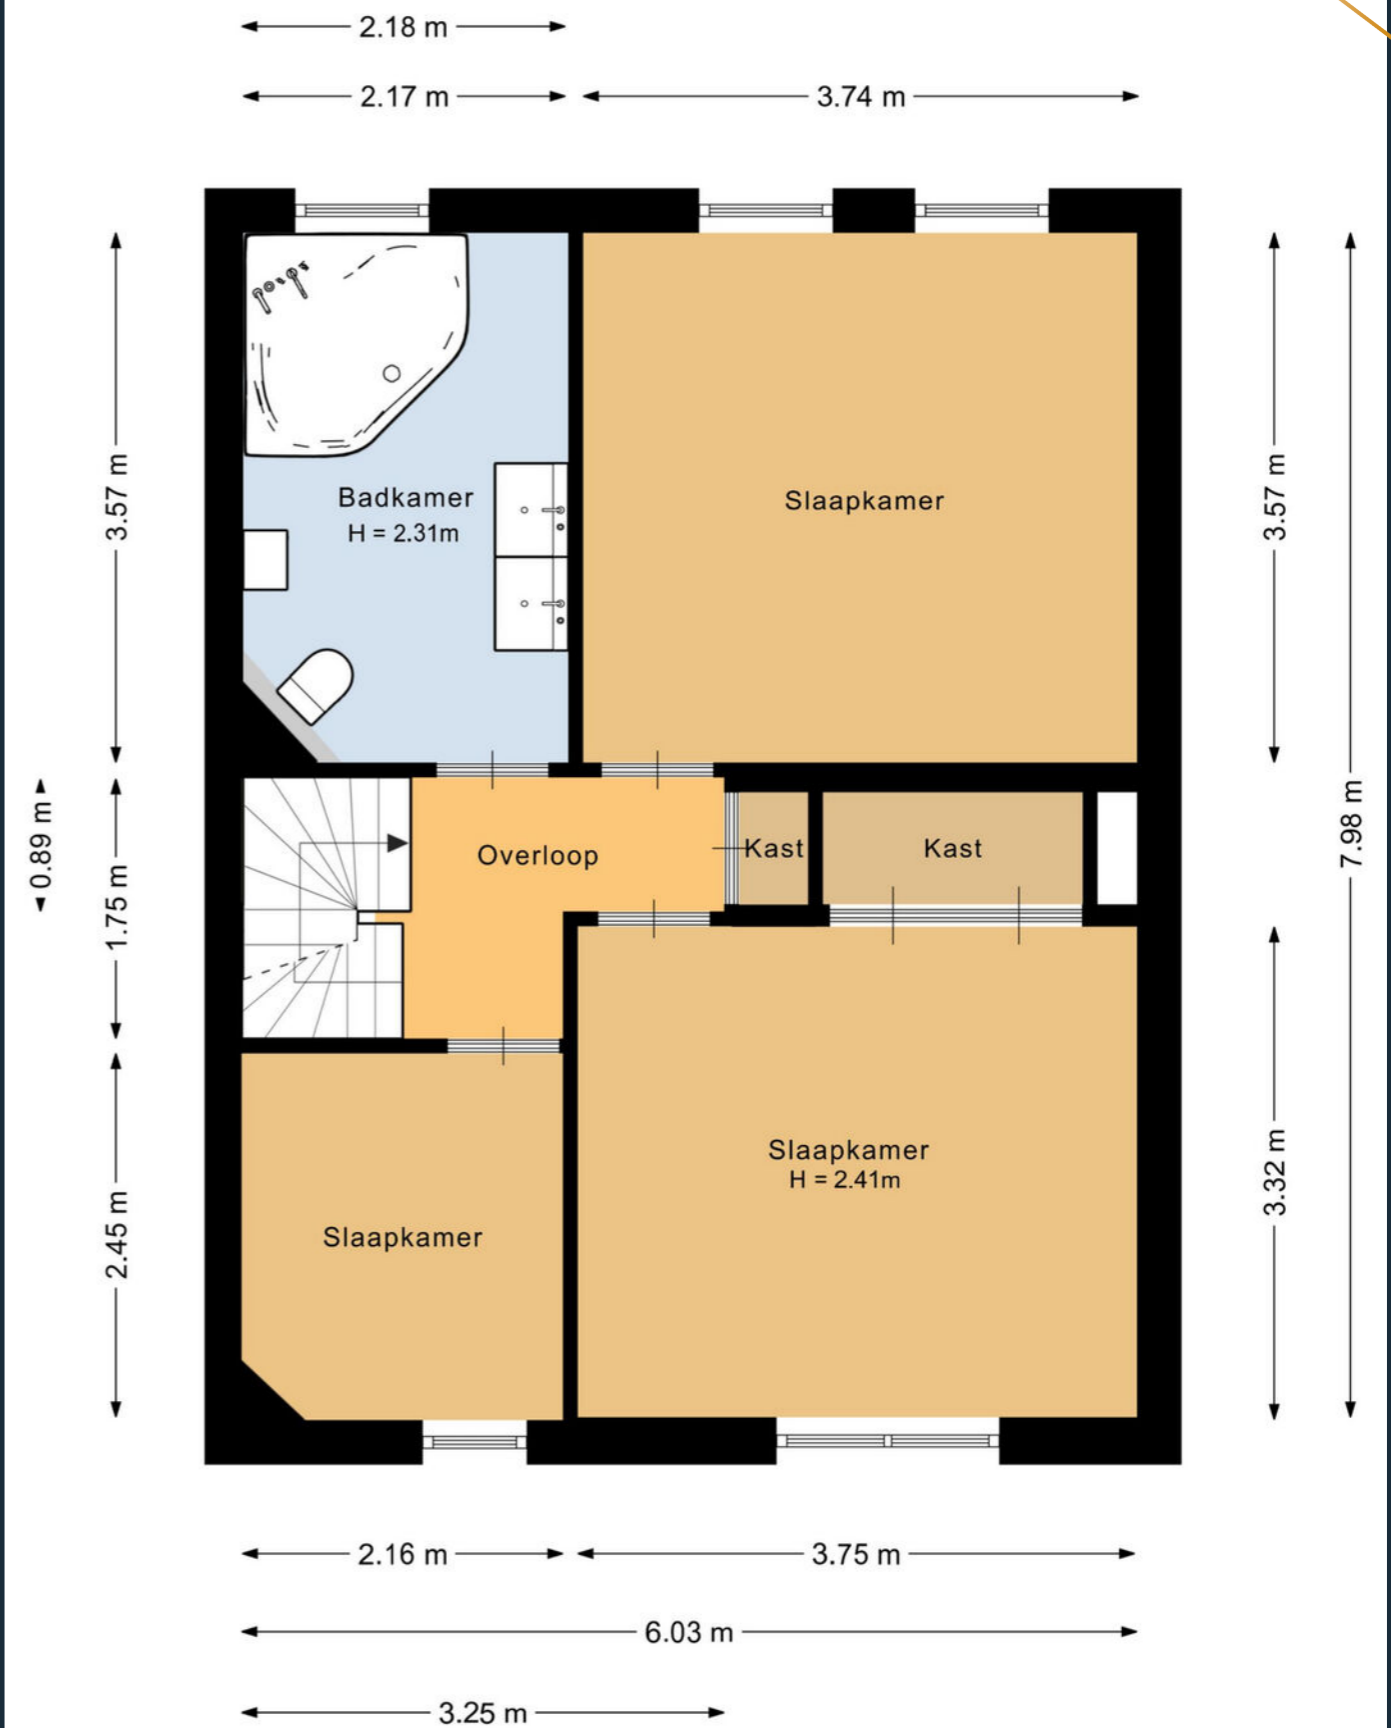 2.18 m
2.17 m
3.74 m
Badkamer
H = 2.31m
Slaapkamer
3.57 m
3.57 m
0.89 m
1.75 m
Overloop
Kast
Kast
7.98 m
Slaapkamer
H = 2.41m
Slaapkamer
2.45 m
3.32 m
2.16 m
3.75 m
6.03 m
3.25 m